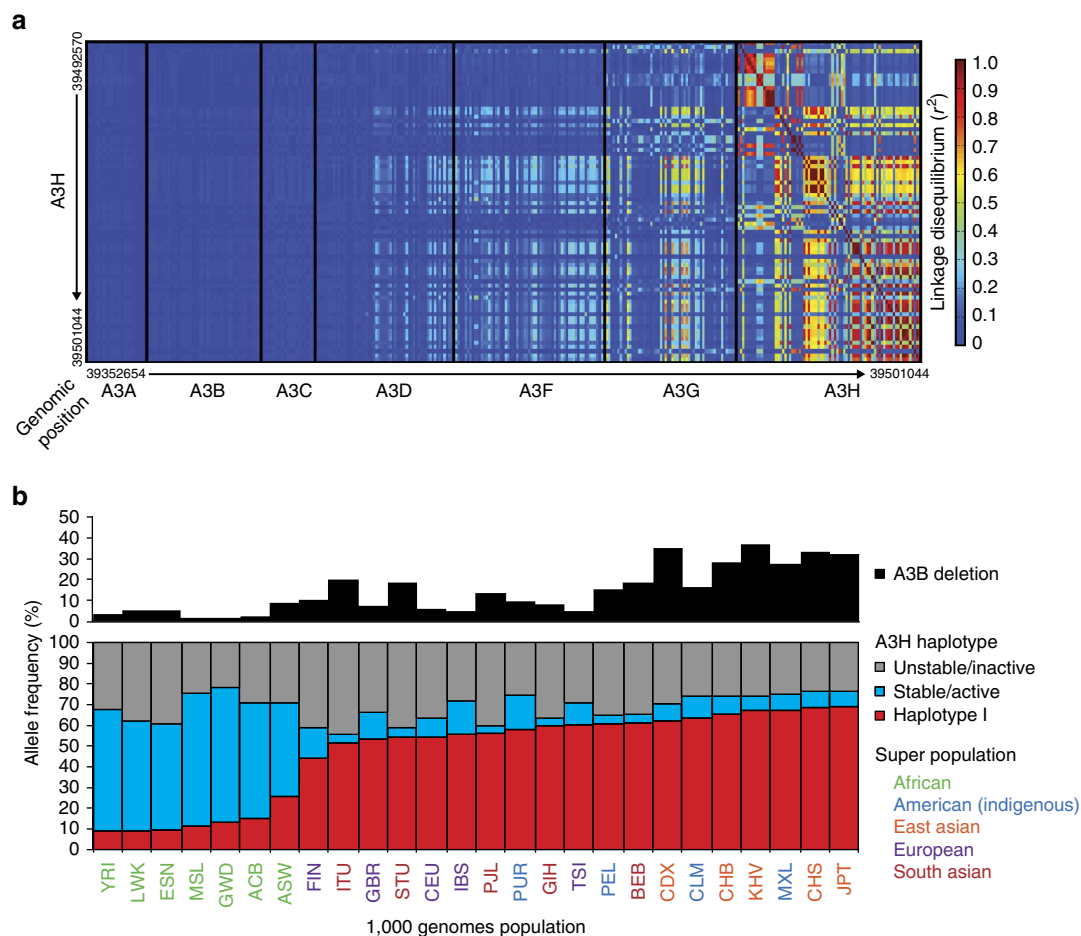 a
39492570
A3H
39501044
39352654
39501044
Genomic position
A3A A3B A3C A3D A3F A3G A3H
1.0
0.9
0.8
0.7
0.6
0.5
0.4
0.3
0.2
0.1
0
Linkage disequilibrium (r²)
b
50
40
30
20
10
0
A3B deletion
Allele frequency (%)
100
90
80
70
60
50
40
30
20
10
0
A3H haplotype
Unstable/inactive
Stable/active
Haplotype I
Super population
African
American (indigenous)
East asian
European
South asian
YRI LWK ESN MSL GWD ACB ASW FIN ITU GBR STU CEU IBS PJL PUR GIH TSI PEL BEB CDX CLM CHB KHV MXL CHS JPT
1,000 genomes population